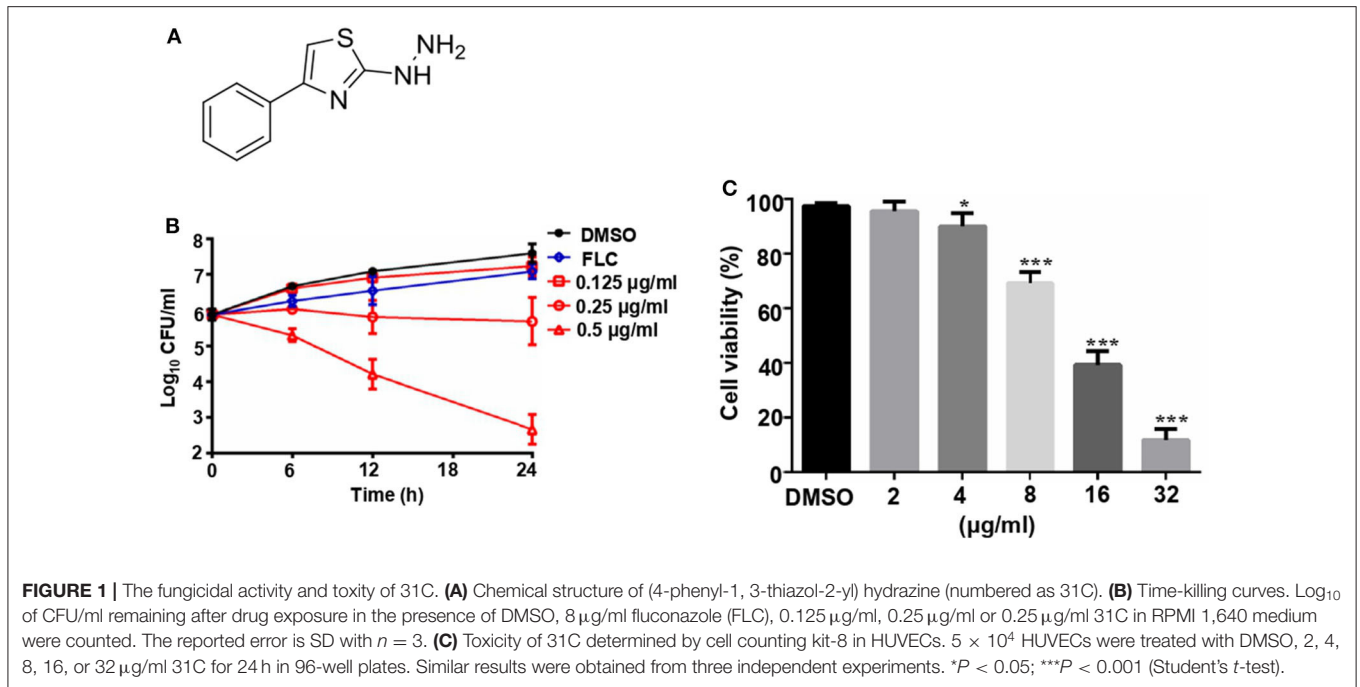 A
S
N
NH
NH₂
B
Log₁₀ CFU/ml
8
7
6
5
4
3
2
0 6 12 18 24
Time (h)
DMSO
FLC
0.125 µg/ml
0.25 µg/ml
0.5 µg/ml
C
Cell viability (%)
100
80
60
40
20
0
*
***
***
***
DMSO 2 4 8 16 32
(µg/ml)
FIGURE 1 | The fungicidal activity and toxity of 31C. (A) Chemical structure of (4-phenyl-1, 3-thiazol-2-yl) hydrazine (numbered as 31C). (B) Time-killing curves. Log₁₀
of CFU/ml remaining after drug exposure in the presence of DMSO, 8 µg/ml fluconazole (FLC), 0.125 µg/ml, 0.25 µg/ml or 0.25 µg/ml 31C in RPMI 1,640 medium
were counted. The reported error is SD with n = 3. (C) Toxicity of 31C determined by cell counting kit-8 in HUVECs. 5 × 10⁴ HUVECs were treated with DMSO, 2, 4,
8, 16, or 32 µg/ml 31C for 24 h in 96-well plates. Similar results were obtained from three independent experiments. *P < 0.05; ***P < 0.001 (Student's t-test).